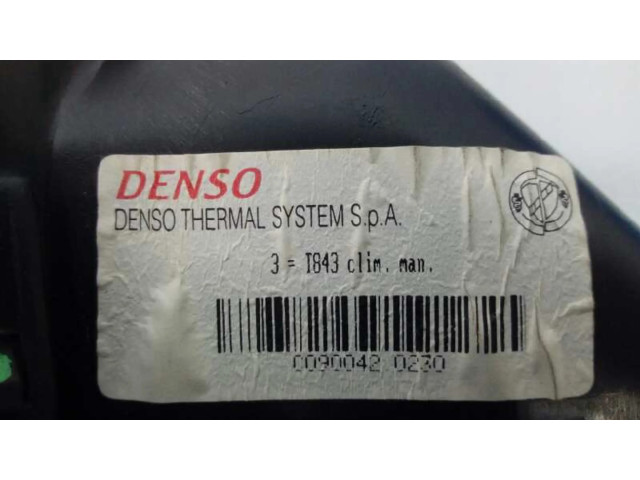 DENSO
DENSO THERMAL SYSTEM S.p.A.
3 = T843 clim. man.
C090042 0230